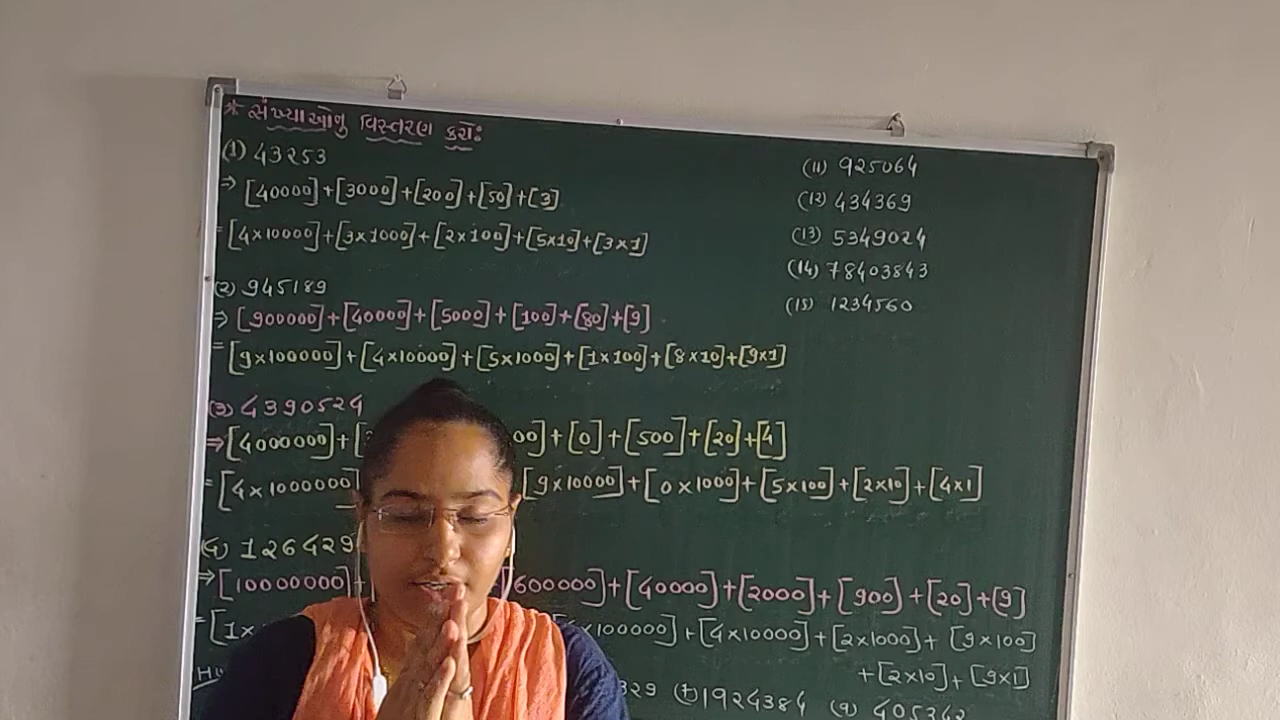 * સંખ્યાઓનુ વિસ્તરણ કરો:
(1) 43253
⇒ [40000]+[3000]+[200]+[50]+[3]
= [4×10000]+[3×1000]+[2×100]+[5×10]+[3×1]
(2) 945189
⇒ [900000]+[40000]+[5000]+[100]+[80]+[9]
= [9×100000]+[4×10000]+[5×1000]+[1×100]+[8×10]+[9×1]
(3) 4390524
⇒ [4000000]+[ 00]+[0]+[500]+[20]+[4]
= [4×1000000] [9×10000]+[0×1000]+[5×100]+[2×10]+[4×1]
126429
⇒ [10000000]+ 600000]+[40000]+[2000]+[900]+[20]+[9]
= [1× ×100000]+[4×10000]+[2×1000]+[9×100]
+[2×10]+[9×1]
329 1924384 (9) 405342
(11) 925064
(12) 434369
(13) 5349024
(14) 78403843
(15) 1234560